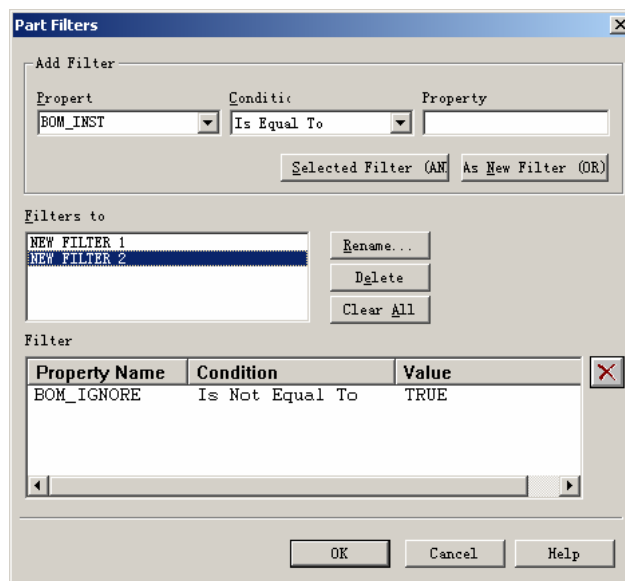 Part Filters
Add Filter
Propert Conditic Property
BOM_INST Is Equal To
Selected Filter (AN As New Filter (OR)
Filters to
NEW FILTER 1
NEW FILTER 2
Rename...
Delete
Clear All
Filter
Property Name Condition Value
BOM_IGNORE Is Not Equal To TRUE
OK Cancel Help